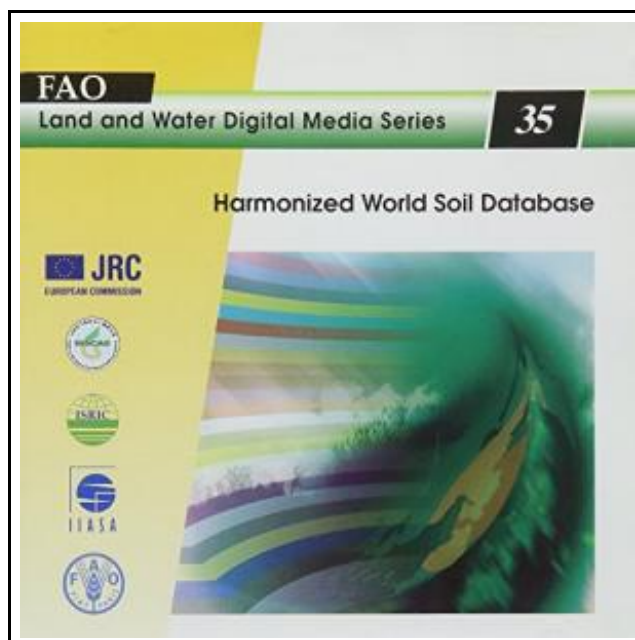 FAO
Land and Water Digital Media Series
35
Harmonized World Soil Database
JRC
EUROPEAN COMMISSION
ISRIC
IIASA
F A O